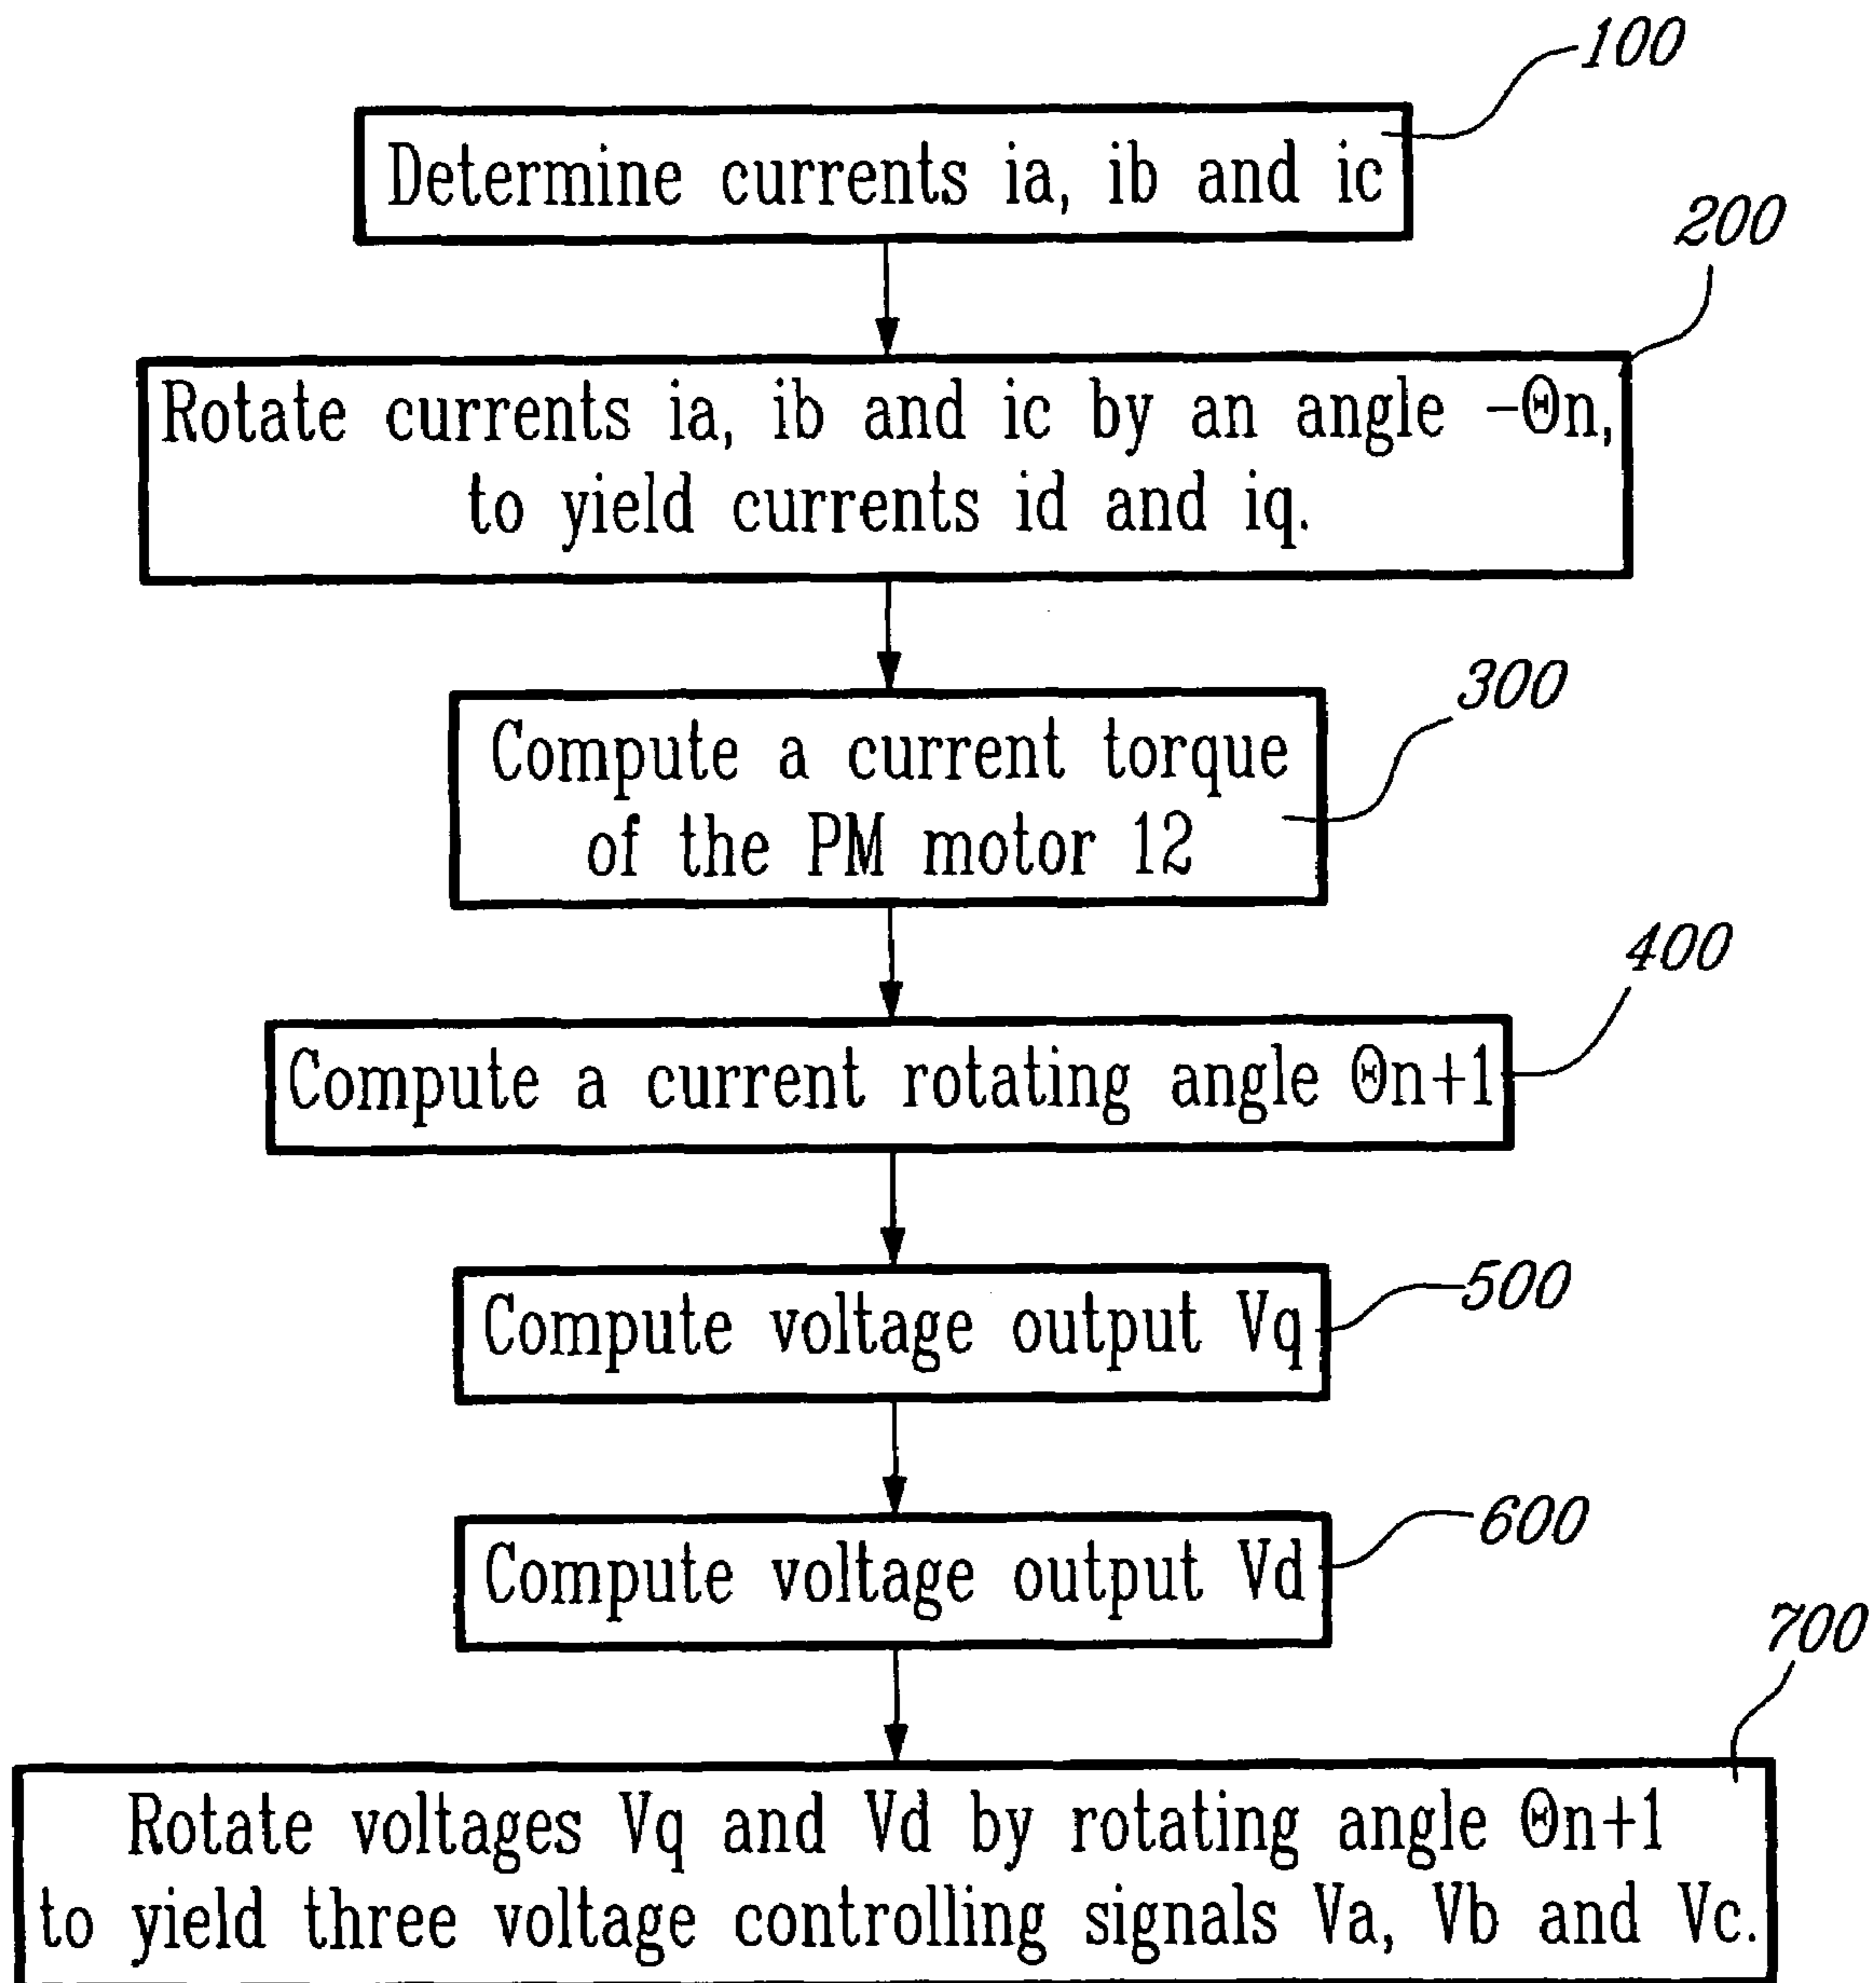 100
Determine currents ia, ib and ic
200
Rotate currents ia, ib and ic by an angle -Θn,
to yield currents id and iq.
300
Compute a current torque
of the PM motor 12
400
Compute a current rotating angle Θn+1
500
Compute voltage output Vq
600
Compute voltage output Vd
700
Rotate voltages Vq and Vd by rotating angle Θn+1
to yield three voltage controlling signals Va, Vb and Vc.